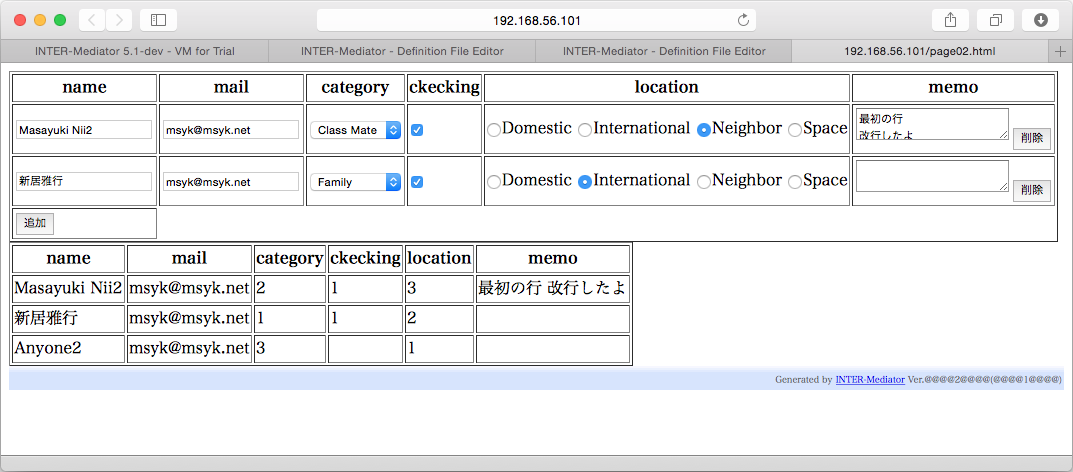 192.168.56.101
INTER-Mediator 5.1-dev - VM for Trial INTER-Mediator - Definition File Editor INTER-Mediator - Definition File Editor 192.168.56.101/page02.html
name mail category ckecking location memo
Masayuki Nii2 msyk@msyk.net Class Mate Domestic International Neighbor Space 最初の行
改行したよ 削除
新居雅行 msyk@msyk.net Family Domestic International Neighbor Space 削除
追加
name mail category ckecking location memo
Masayuki Nii2 msyk@msyk.net 2 1 3 最初の行 改行したよ
新居雅行 msyk@msyk.net 1 1 2
Anyone2 msyk@msyk.net 3 1
Generated by INTER-Mediator Ver.@@@@2@@@@(@@@@1@@@@)